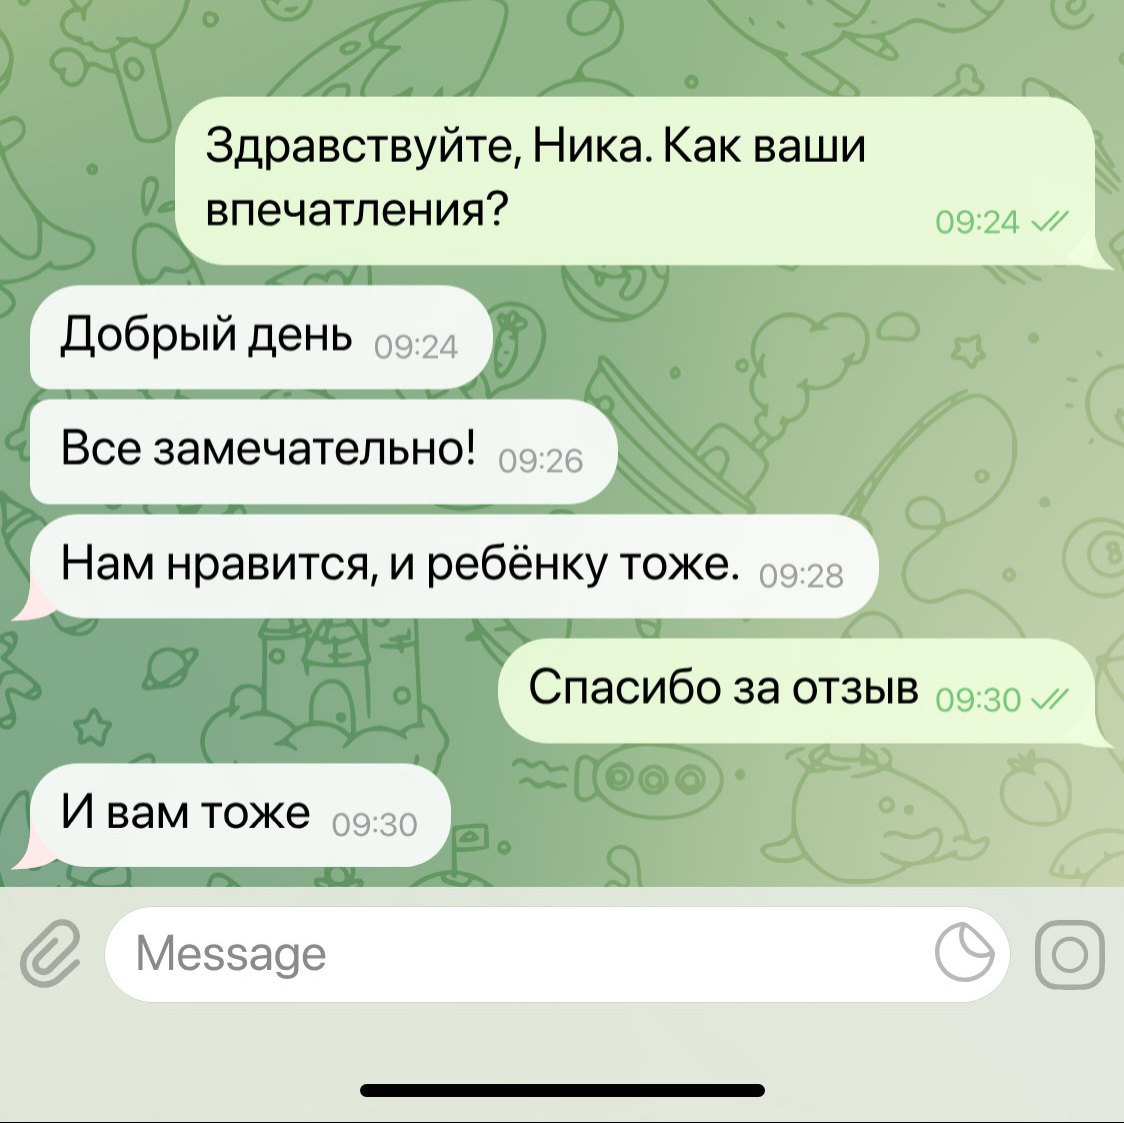 Здравствуйте, Ника. Как ваши
впечатления?
09:24
Добрый день 09:24
Все замечательно! 09:26
Нам нравится, и ребёнку тоже. 09:28
Спасибо за отзыв 09:30
И вам тоже 09:30
Message